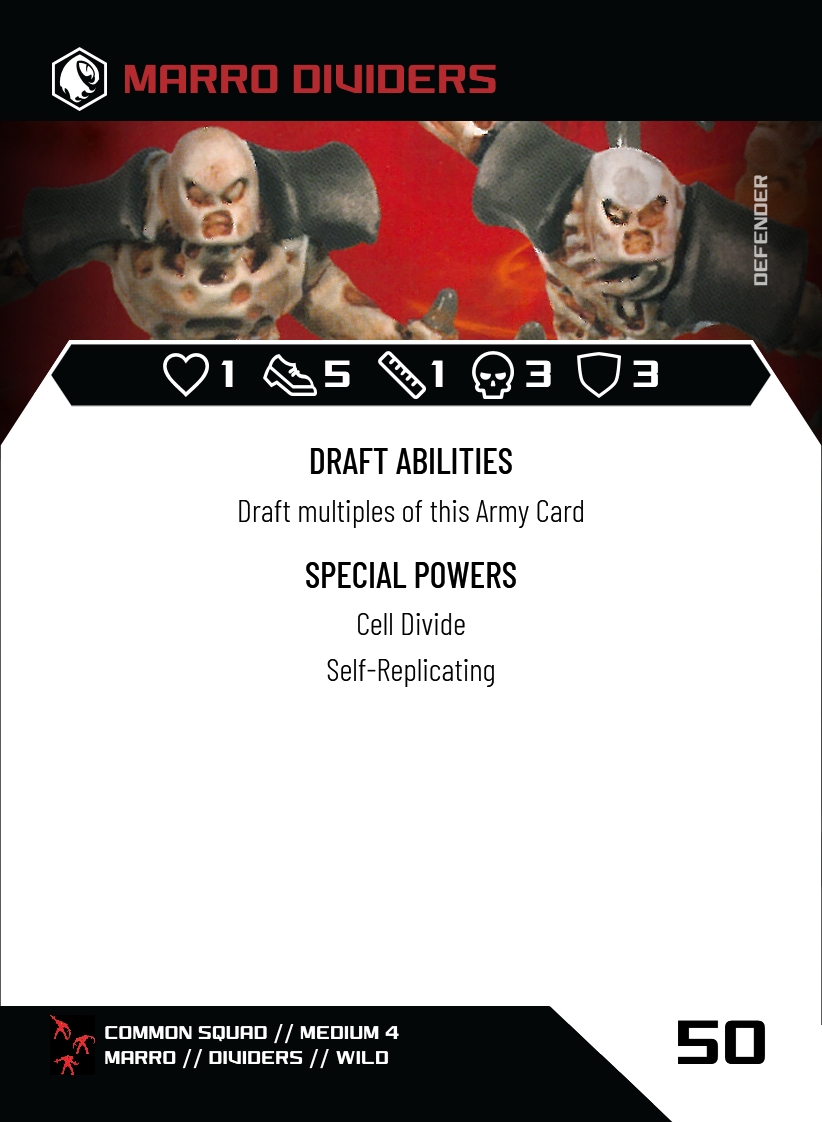 MARRO DIVIDERS
DEFENDER
1 5 1 3 3
DRAFT ABILITIES
Draft multiples of this Army Card
SPECIAL POWERS
Cell Divide
Self-Replicating
COMMON SQUAD // MEDIUM 4
MARRO // DIVIDERS // WILD
50